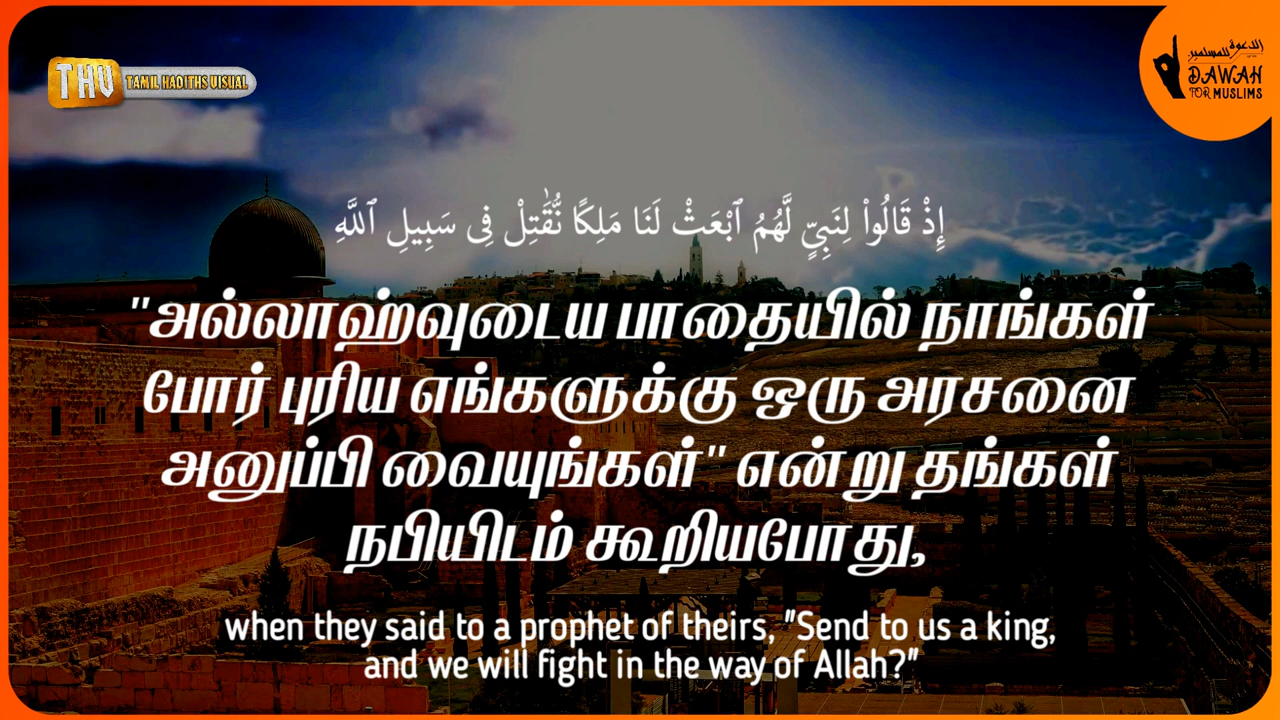 THV TAMIL HADITHS VISUAL
الدعوة للمسلمين
DAWAH
FOR MUSLIMS
إِذْ قَالُوا۟ لِنَبِىٍّ لَّهُمُ ٱبْعَثْ لَنَا مَلِكًا نُّقَٰتِلْ فِى سَبِيلِ ٱللَّهِ
"அல்லாஹ்வுடைய பாதையில் நாங்கள்
போர் புரிய எங்களுக்கு ஒரு அரசனை
அனுப்பி வையுங்கள்" என்று தங்கள்
நபியிடம் கூறியபோது,
when they said to a prophet of theirs, "Send to us a king,
and we will fight in the way of Allah?"